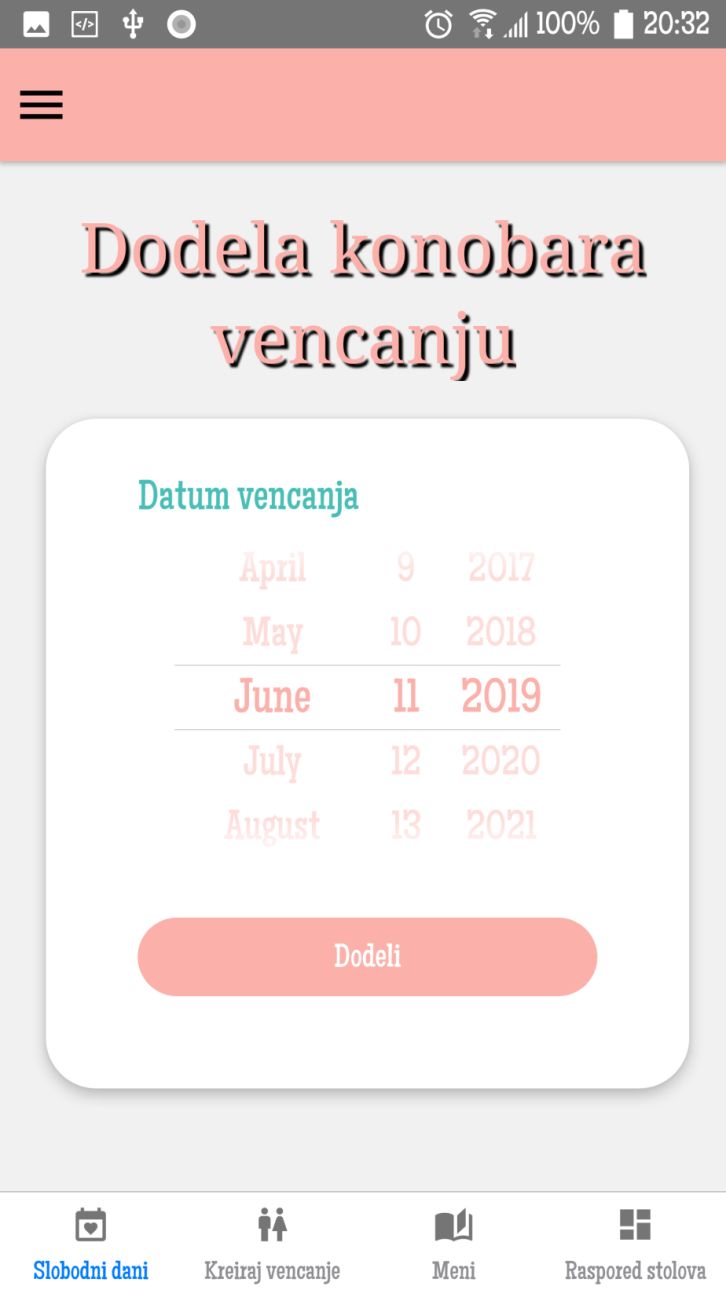 100% 20:32
Dodela konobara
vencanju
Datum vencanja
April 9 2017
May 10 2018
June 11 2019
July 12 2020
August 13 2021
Dodeli
Slobodni dani Kreiraj vencanje Meni Raspored stolova